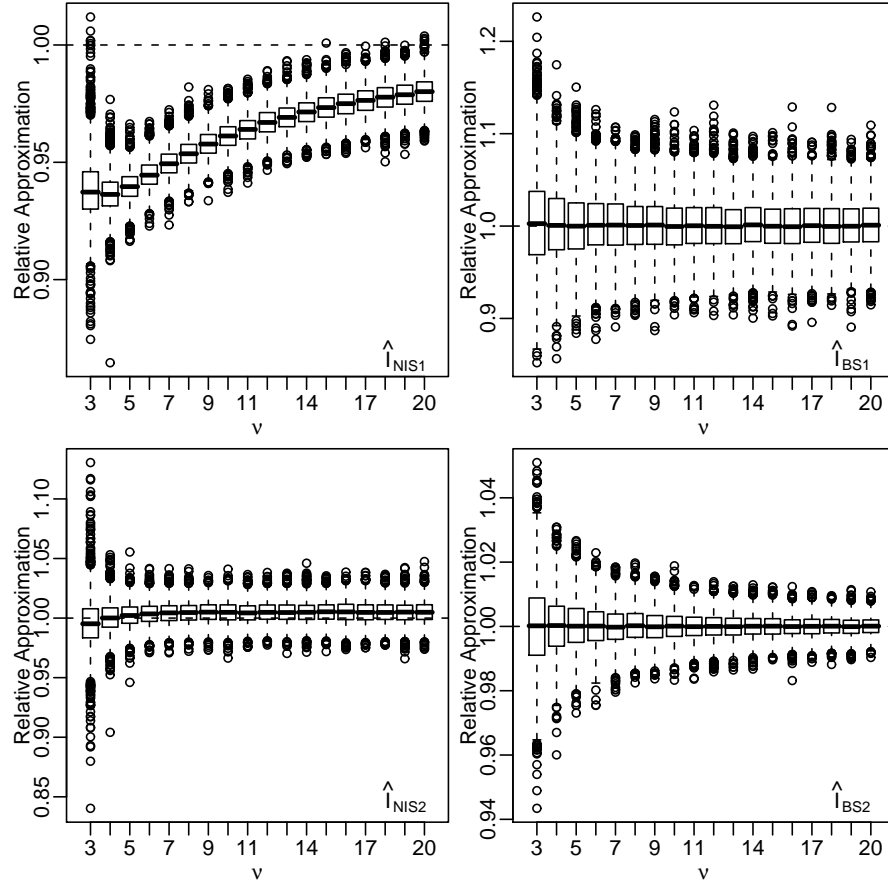 Relative Approximation
1.00
0.95
0.90
ÎNIS1
3 5 7 9 11 14 17 20
ν
Relative Approximation
1.2
1.1
1.0
0.9
ÎBS1
3 5 7 9 11 14 17 20
ν
Relative Approximation
1.10
1.05
1.00
0.95
0.90
0.85
ÎNIS2
3 5 7 9 11 14 17 20
ν
Relative Approximation
1.04
1.02
1.00
0.98
0.96
0.94
ÎBS2
3 5 7 9 11 14 17 20
ν